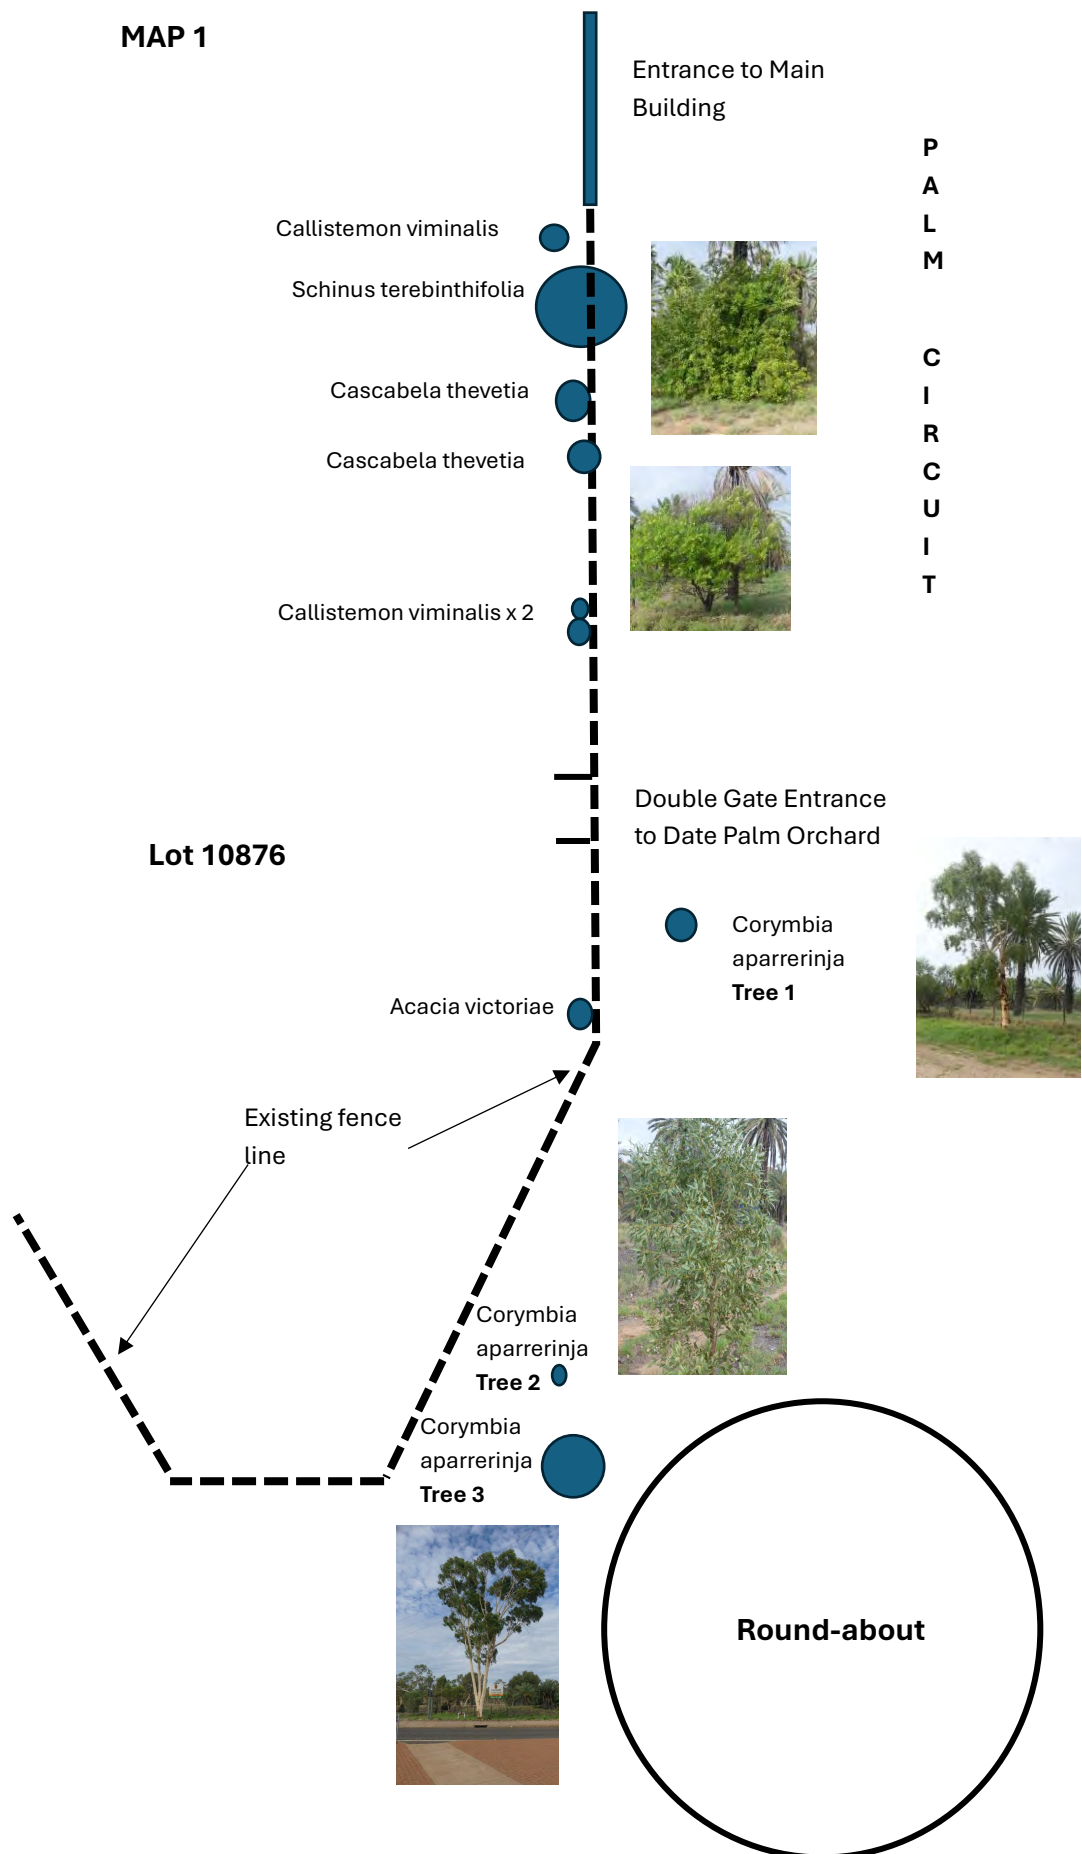 MAP 1
Entrance to Main
Building
P
A
L
M
C
I
R
C
U
I
T
Callistemon viminalis
Schinus terebinthifolia
Cascabela thevetia
Cascabela thevetia
Callistemon viminalis x 2
Double Gate Entrance
to Date Palm Orchard
Lot 10876
Corymbia
aparrerinja
Tree 1
Acacia victoriae
Existing fence
line
Corymbia
aparrerinja
Tree 2
Corymbia
aparrerinja
Tree 3
Round-about